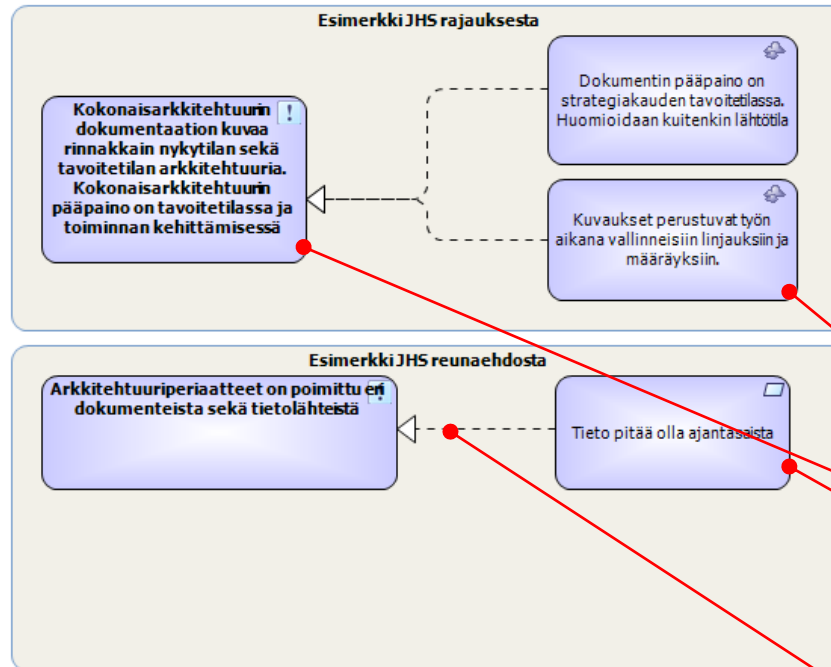 Esimerkki JHS rajauksesta
Kokonaisarkkitehtuurin
dokumentaation kuvaa
rinnakkain nykytilan sekä
tavoitetilan arkkitehtuuria.
Kokonaisarkkitehtuurin
pääpaino on tavoitetilassa ja
toiminnan kehittämisessä
Dokumentin pääpaino on
strategiakauden tavoitetilassa.
Huomioidaan kuitenkin lähtötila
Kuvaukset perustuvat työn
aikana vallinneisiin linjauksiin ja
määräyksiin.
Esimerkki JHS reunaehdosta
Arkkitehtuuriperiaatteet on poimittu eri
dokumenteista sekä tietolähteistä
Tieto pitää olla ajantasaista